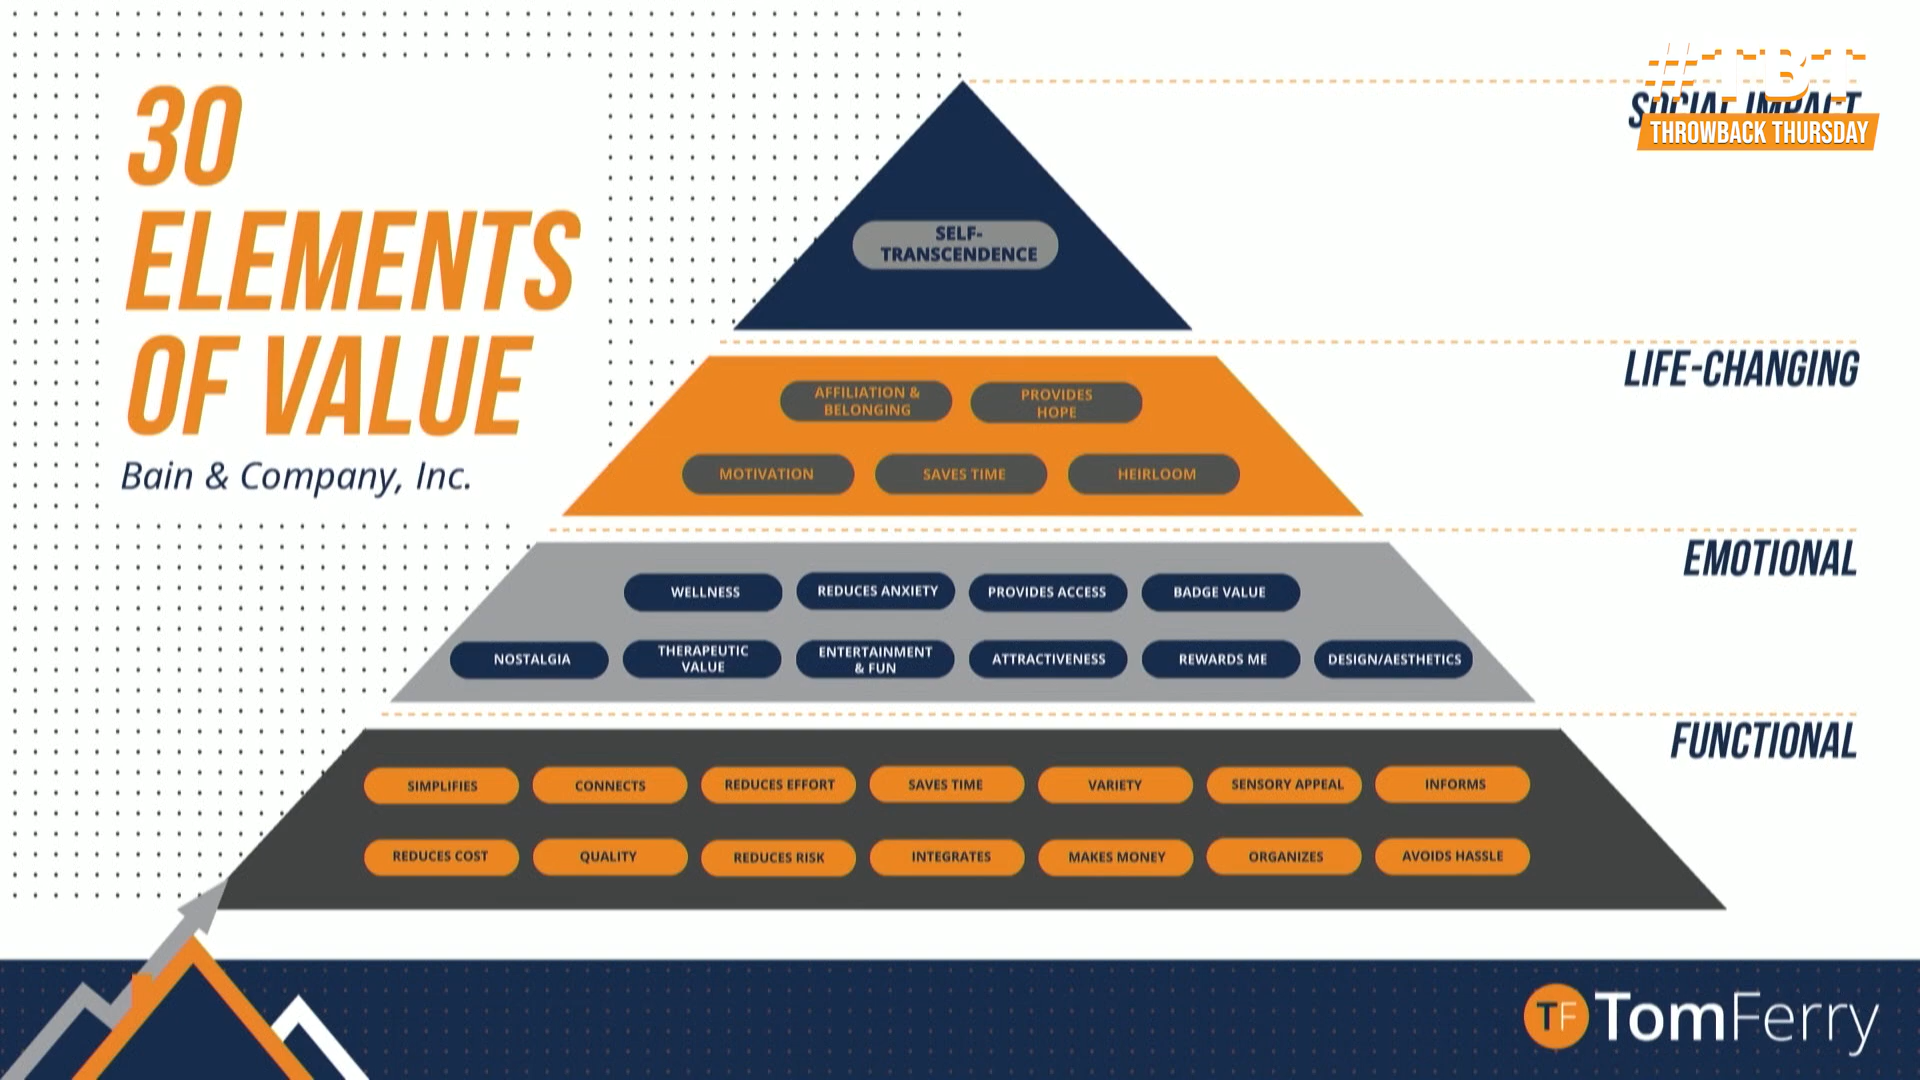 30
ELEMENTS
OF VALUE
Bain & Company, Inc.
#TBT
SOCIAL IMPACT
THROWBACK THURSDAY
SELF-
TRANSCENDENCE
LIFE-CHANGING
AFFILIATION &
BELONGING
PROVIDES
HOPE
MOTIVATION
SAVES TIME
HEIRLOOM
EMOTIONAL
WELLNESS
REDUCES ANXIETY
PROVIDES ACCESS
BADGE VALUE
NOSTALGIA
THERAPEUTIC
VALUE
ENTERTAINMENT
& FUN
ATTRACTIVENESS
REWARDS ME
DESIGN/AESTHETICS
FUNCTIONAL
SIMPLIFIES
CONNECTS
REDUCES EFFORT
SAVES TIME
VARIETY
SENSORY APPEAL
INFORMS
REDUCES COST
QUALITY
REDUCES RISK
INTEGRATES
MAKES MONEY
ORGANIZES
AVOIDS HASSLE
TF TomFerry